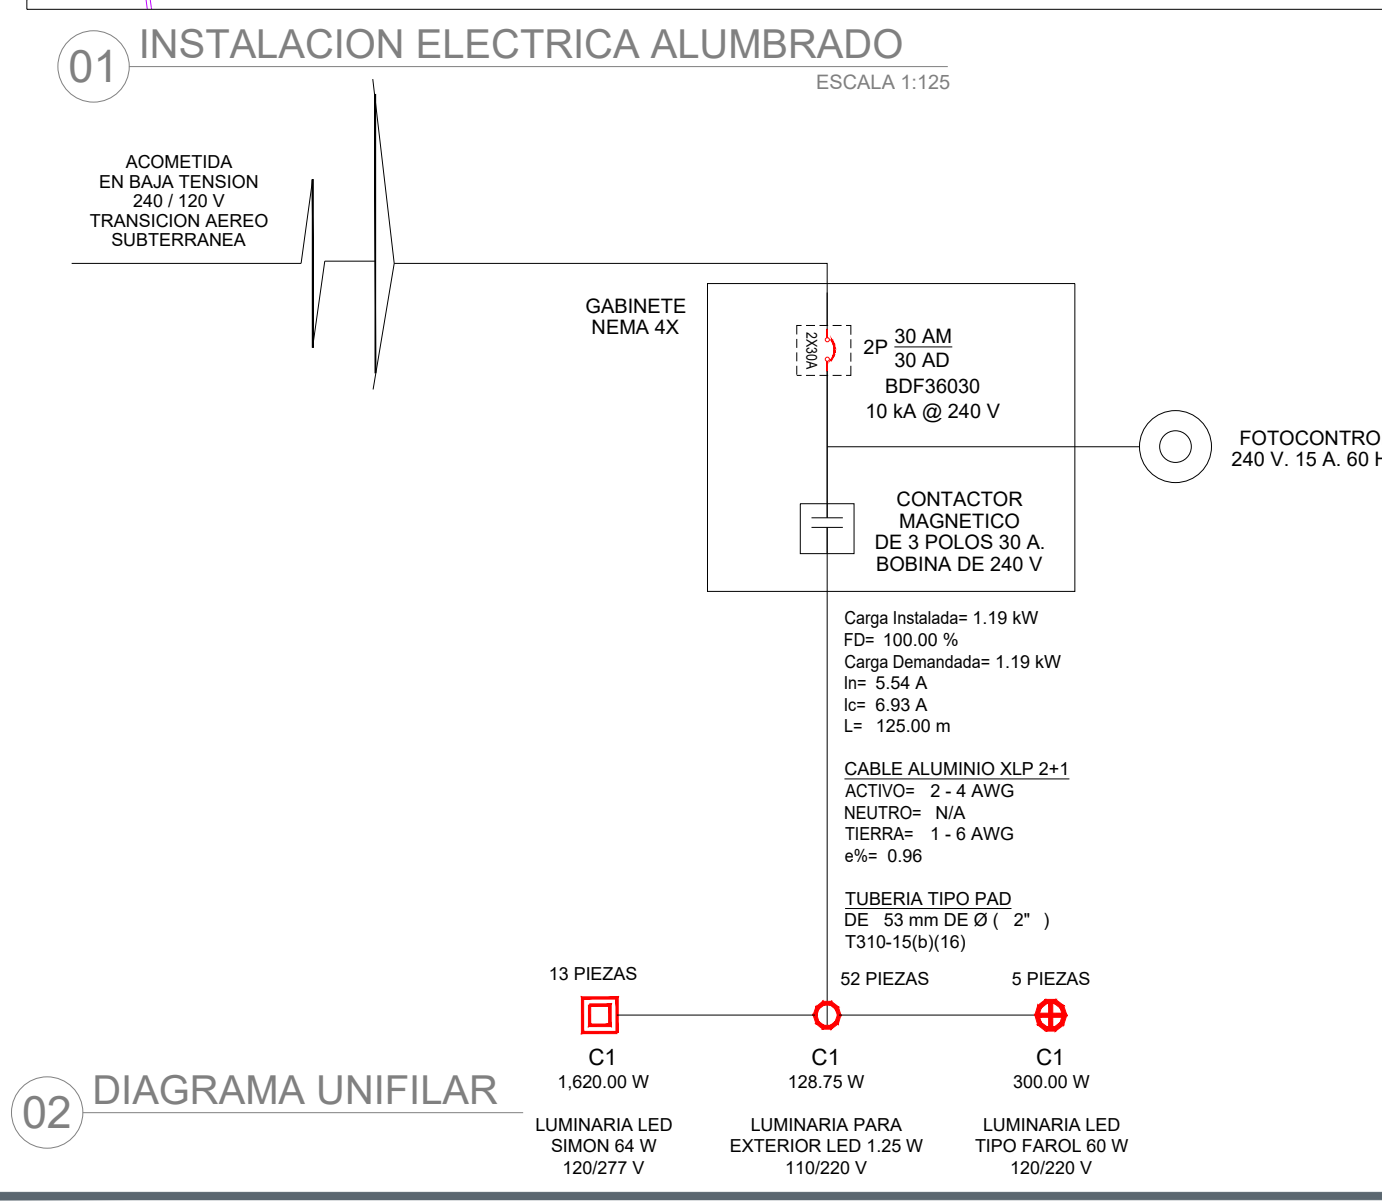 01
INSTALACION ELECTRICA ALUMBRADO
ESCALA 1:125
ACOMETIDA
EN BAJA TENSION
240 / 120 V
TRANSICION AEREO
SUBTERRANEA
GABINETE
NEMA 4X
2X30A
2P 30 AM
30 AD
BDF36030
10 kA @ 240 V
FOTOCONTRO
240 V. 15 A. 60 H
CONTACTOR
MAGNETICO
DE 3 POLOS 30 A.
BOBINA DE 240 V
Carga Instalada= 1.19 kW
FD= 100.00 %
Carga Demandada= 1.19 kW
In= 5.54 A
Ic= 6.93 A
L= 125.00 m
CABLE ALUMINIO XLP 2+1
ACTIVO= 2 - 4 AWG
NEUTRO= N/A
TIERRA= 1 - 6 AWG
e%= 0.96
TUBERIA TIPO PAD
DE 53 mm DE Ø ( 2" )
T310-15(b)(16)
13 PIEZAS
52 PIEZAS
5 PIEZAS
C1
1,620.00 W
LUMINARIA LED
SIMON 64 W
120/277 V
C1
128.75 W
LUMINARIA PARA
EXTERIOR LED 1.25 W
110/220 V
C1
300.00 W
LUMINARIA LED
TIPO FAROL 60 W
120/220 V
02
DIAGRAMA UNIFILAR